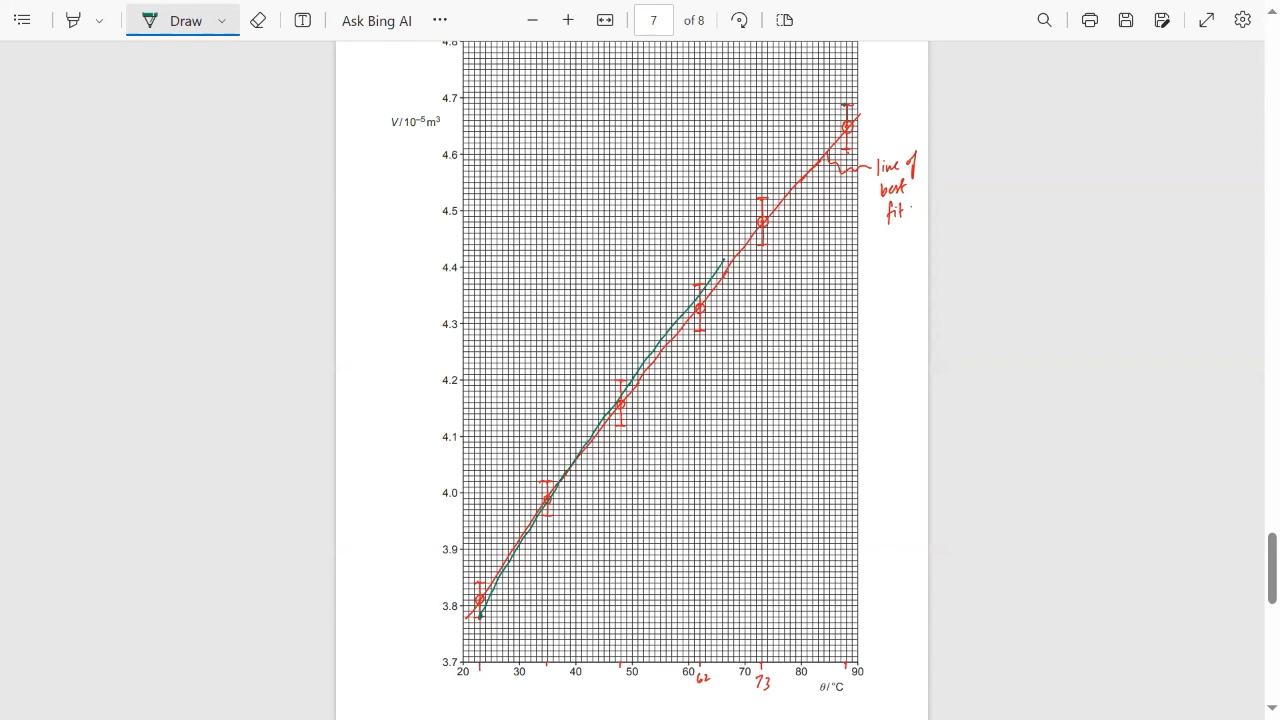 Draw
Ask Bing AI
7
of 8
4.8
4.7
V/10⁻⁵m³
4.6
line of
best
fit
4.5
4.4
4.3
4.2
4.1
4.0
3.9
3.8
3.7
20 30 40 50 60 70 80 90
62 73
θ/°C